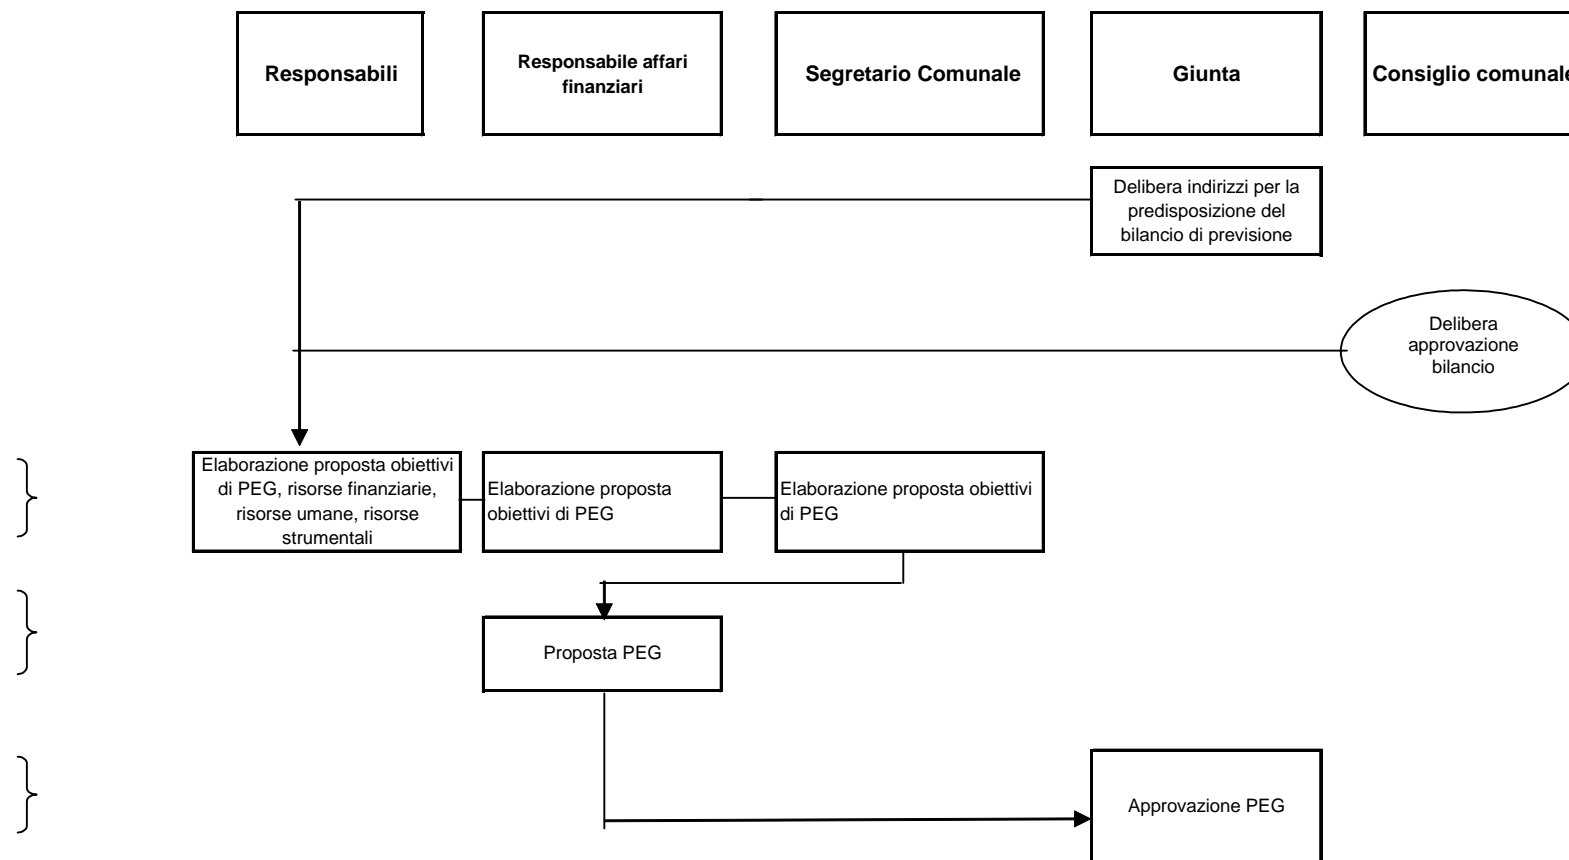 Responsabili
Responsabile affari
finanziari
Segretario Comunale
Giunta
Consiglio comunale
Delibera indirizzi per la
predisposizione del
bilancio di previsione
Delibera
approvazione
bilancio
Elaborazione proposta obiettivi
di PEG, risorse finanziarie,
risorse umane, risorse
strumentali
Elaborazione proposta
obiettivi di PEG
Elaborazione proposta obiettivi
di PEG
Proposta PEG
Approvazione PEG